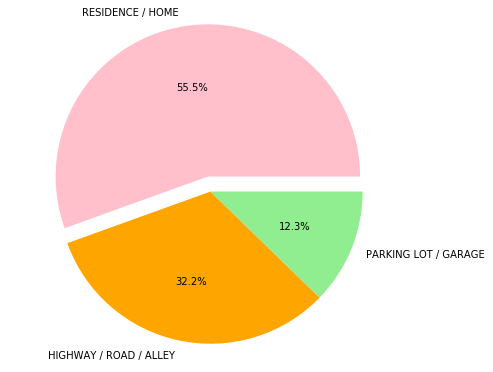 RESIDENCE / HOME
55.5%
12.3%
PARKING LOT / GARAGE
32.2%
HIGHWAY / ROAD / ALLEY